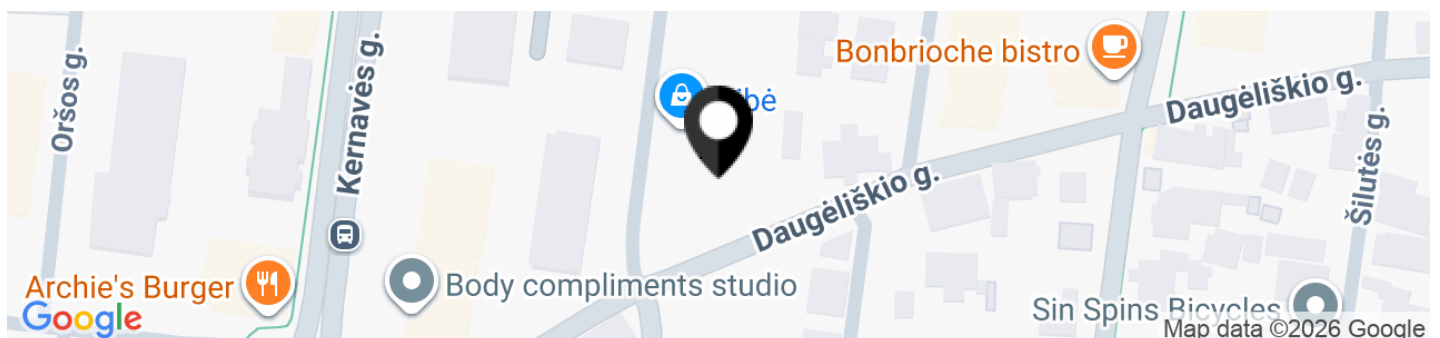 Oršos g.
Kernavės g.
Bonbrioche bistro
Daugėliškio g.
Daugėliškio g.
Šilutės g.
Archie's Burger
Body compliments studio
Sin Spins Bicycles
Google
Map data ©2026 Google